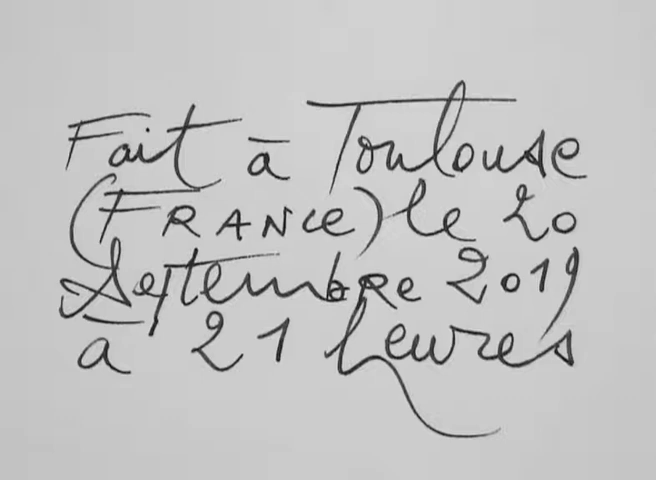 Fait à Toulouse
(FRANCE) le 20
Septembre 2019
à 21 heures